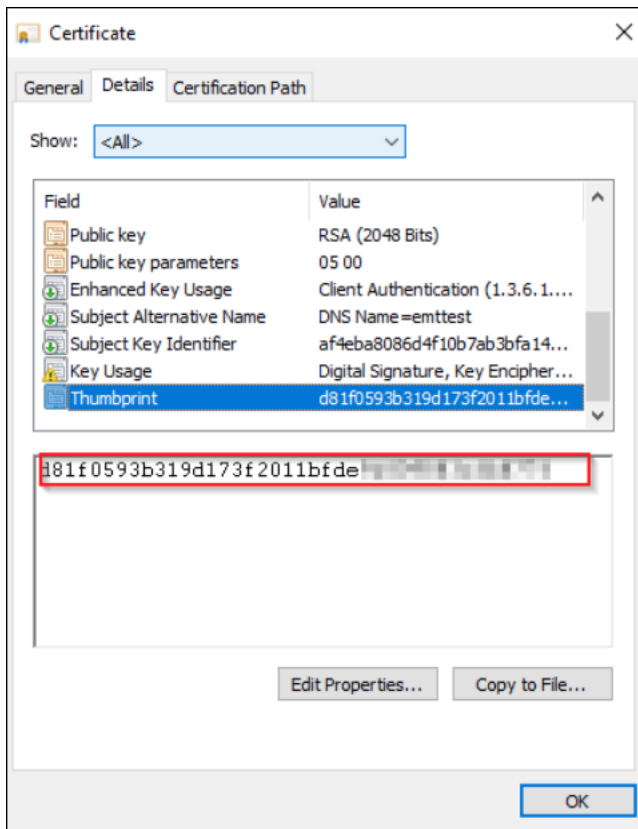 Certificate
General Details Certification Path
Show: <All>
Field Value
Public key RSA (2048 Bits)
Public key parameters 05 00
Enhanced Key Usage Client Authentication (1.3.6.1....
Subject Alternative Name DNS Name=emttest
Subject Key Identifier af4eba8086d4f10b7ab3bfa14...
Key Usage Digital Signature, Key Encipher...
Thumbprint d81f0593b319d173f2011bfde...
d81f0593b319d173f2011bfde
Edit Properties... Copy to File...
OK